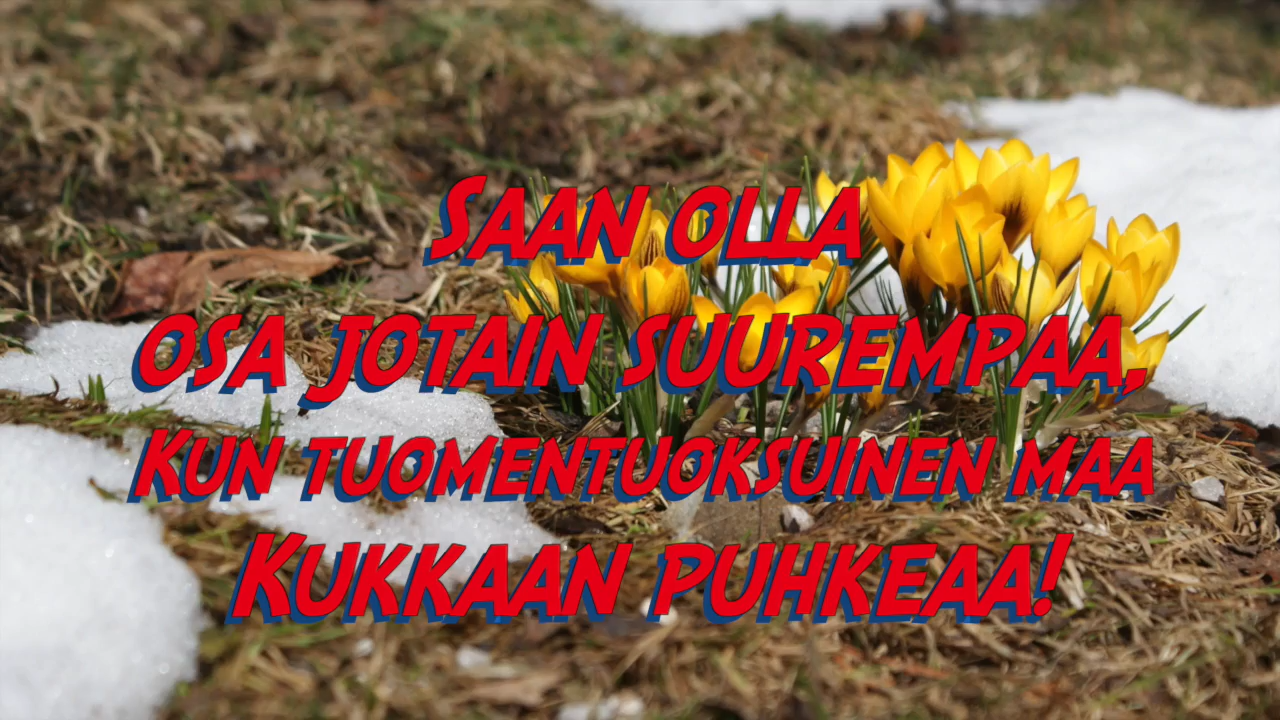 Saan olla
osa jotain suurempaa,
Kun tuomentuoksuinen maa
Kukkaan puhkeaa!